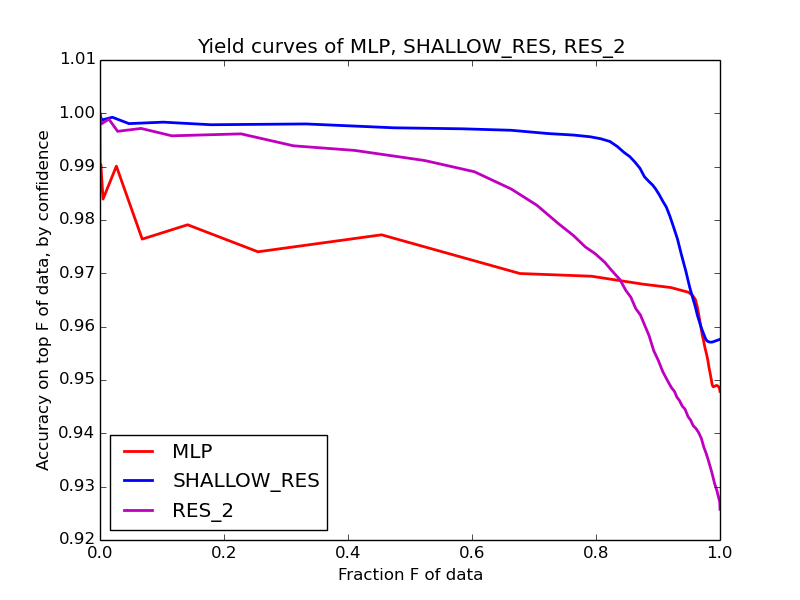 Yield curves of MLP, SHALLOW_RES, RES_2
1.01
1.00
0.99
0.98
0.97
0.96
0.95
0.94
0.93
0.92
Accuracy on top F of data, by confidence
MLP
SHALLOW_RES
RES_2
0.0 0.2 0.4 0.6 0.8 1.0
Fraction F of data